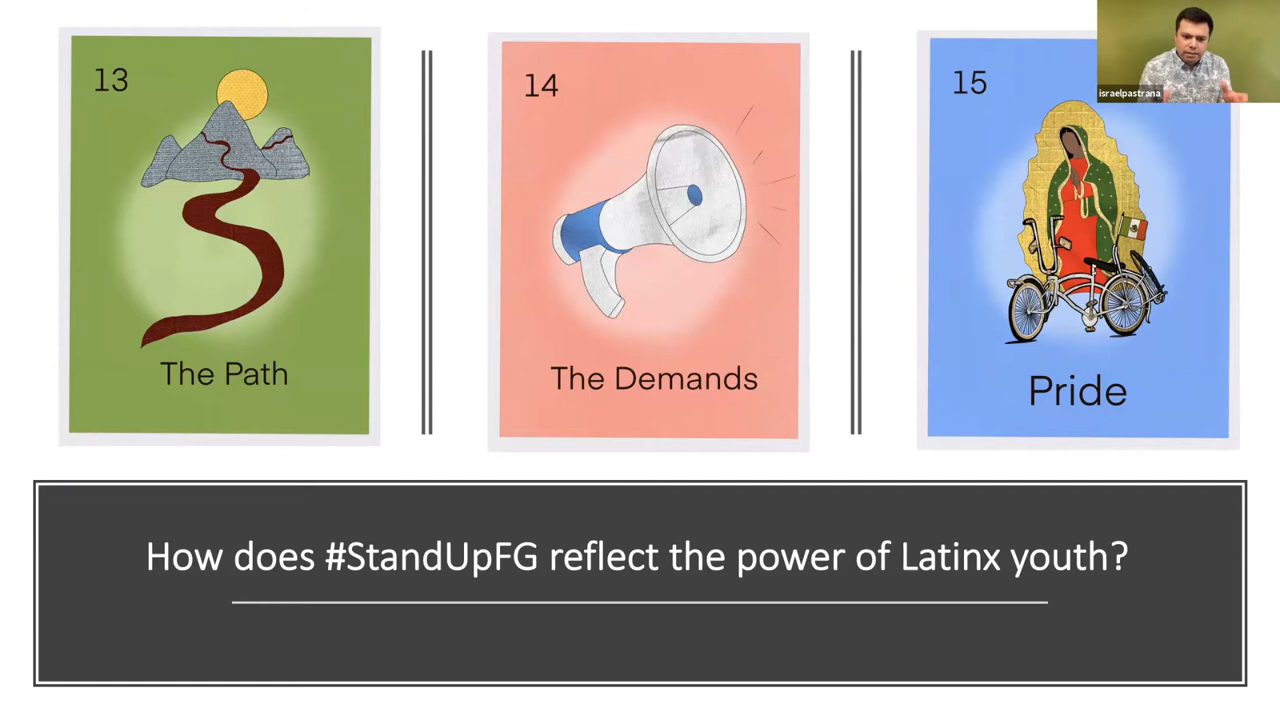 13
The Path
14
The Demands
15
Pride
israelpastrana
How does #StandUpFG reflect the power of Latinx youth?